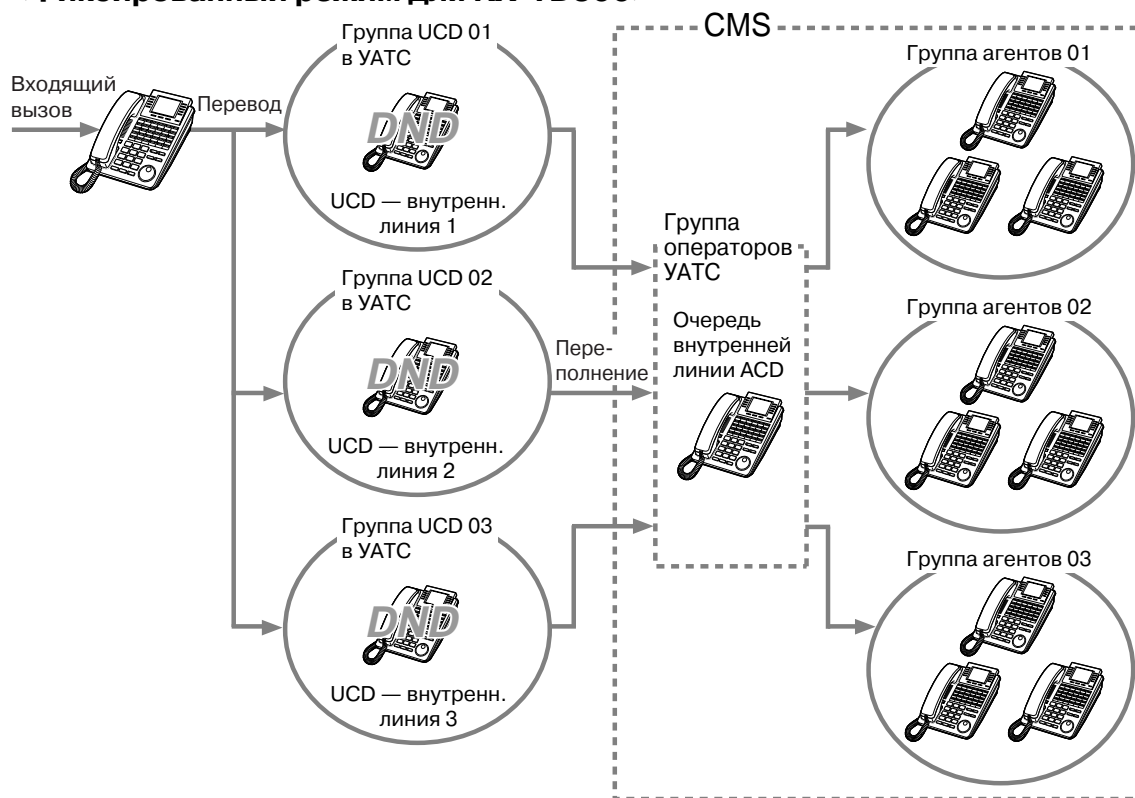 Группа UCD 01
в УАТС
CMS
Группа агентов 01
Входящий
вызов
Перевод
DND
UCD — внутренн.
линия 1
Группа
операторов
УАТС
Группа UCD 02
в УАТС
Группа агентов 02
Очередь
внутренней
линии ACD
Пере-
полнение
DND
UCD — внутренн.
линия 2
Группа UCD 03
в УАТС
Группа агентов 03
DND
UCD — внутренн.
линия 3